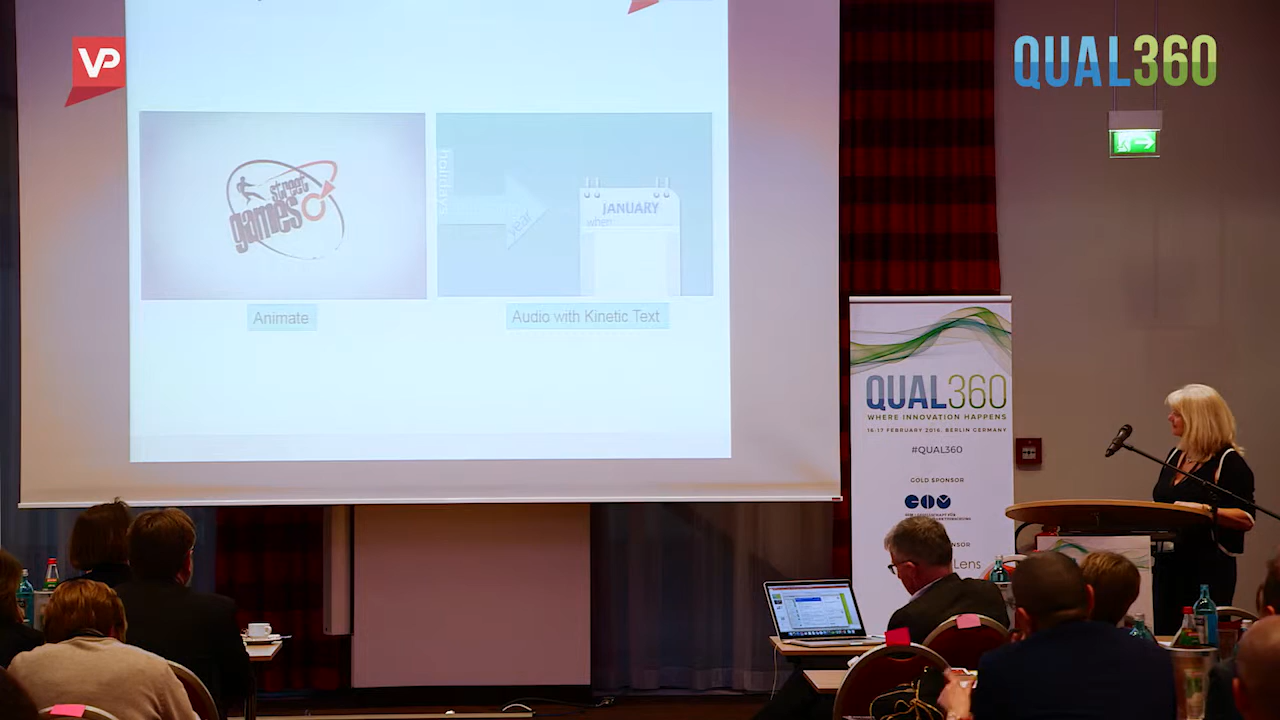 VP
QUAL360
street
games
holidays
year
JANUARY
when
Animate
Audio with Kinetic Text
QUAL360
WHERE INNOVATION HAPPENS
16-17 FEBRUARY 2016, BERLIN GERMANY
#QUAL360
GOLD SPONSOR
Lens